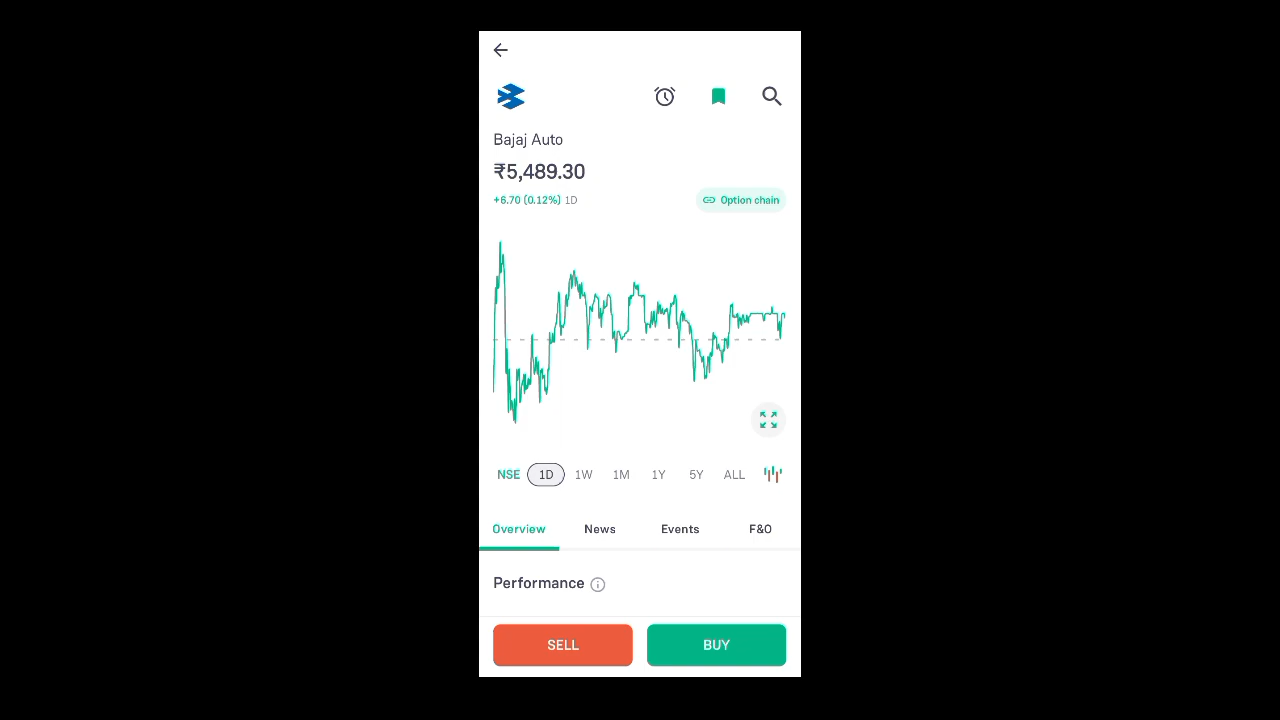 Bajaj Auto
₹5,489.30
+6.70 (0.12%) 1D
Option chain
NSE 1D 1W 1M 1Y 5Y ALL
Overview News Events F&O
Performance
SELL BUY